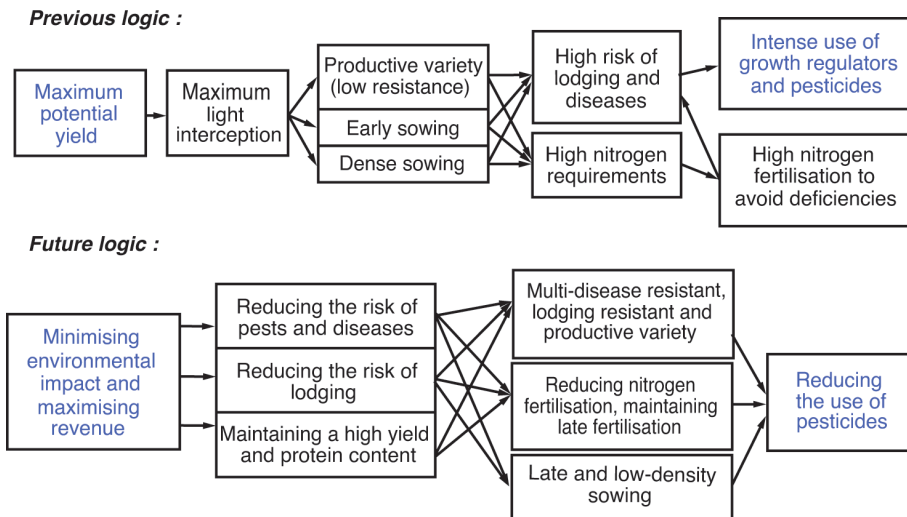 Previous logic :
Maximum
potential
yield
Maximum
light
interception
Productive variety
(low resistance)
Early sowing
Dense sowing
High risk of
lodging and
diseases
High nitrogen
requirements
Intense use of
growth regulators
and pesticides
High nitrogen
fertilisation to
avoid deficiencies
Future logic :
Minimising
environmental
impact and
maximising
revenue
Reducing the risk of
pests and diseases
Reducing the risk of
lodging
Maintaining a high yield
and protein content
Multi-disease resistant,
lodging resistant and
productive variety
Reducing nitrogen
fertilisation, maintaining
late fertilisation
Late and low-density
sowing
Reducing
the use of
pesticides